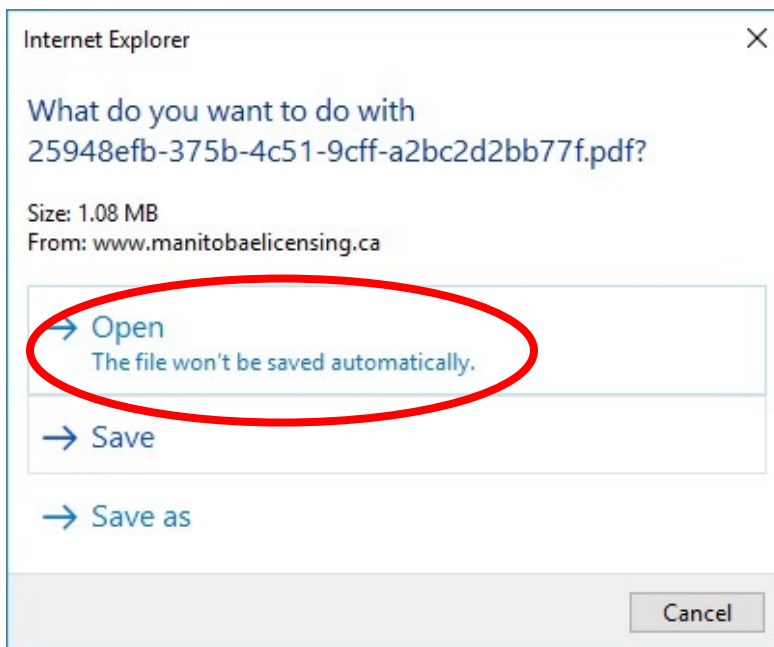 Internet Explorer
What do you want to do with
25948efb-375b-4c51-9cff-a2bc2d2bb77f.pdf?
Size: 1.08 MB
From: www.manitobaelicensing.ca
Open
The file won't be saved automatically.
Save
Save as
Cancel